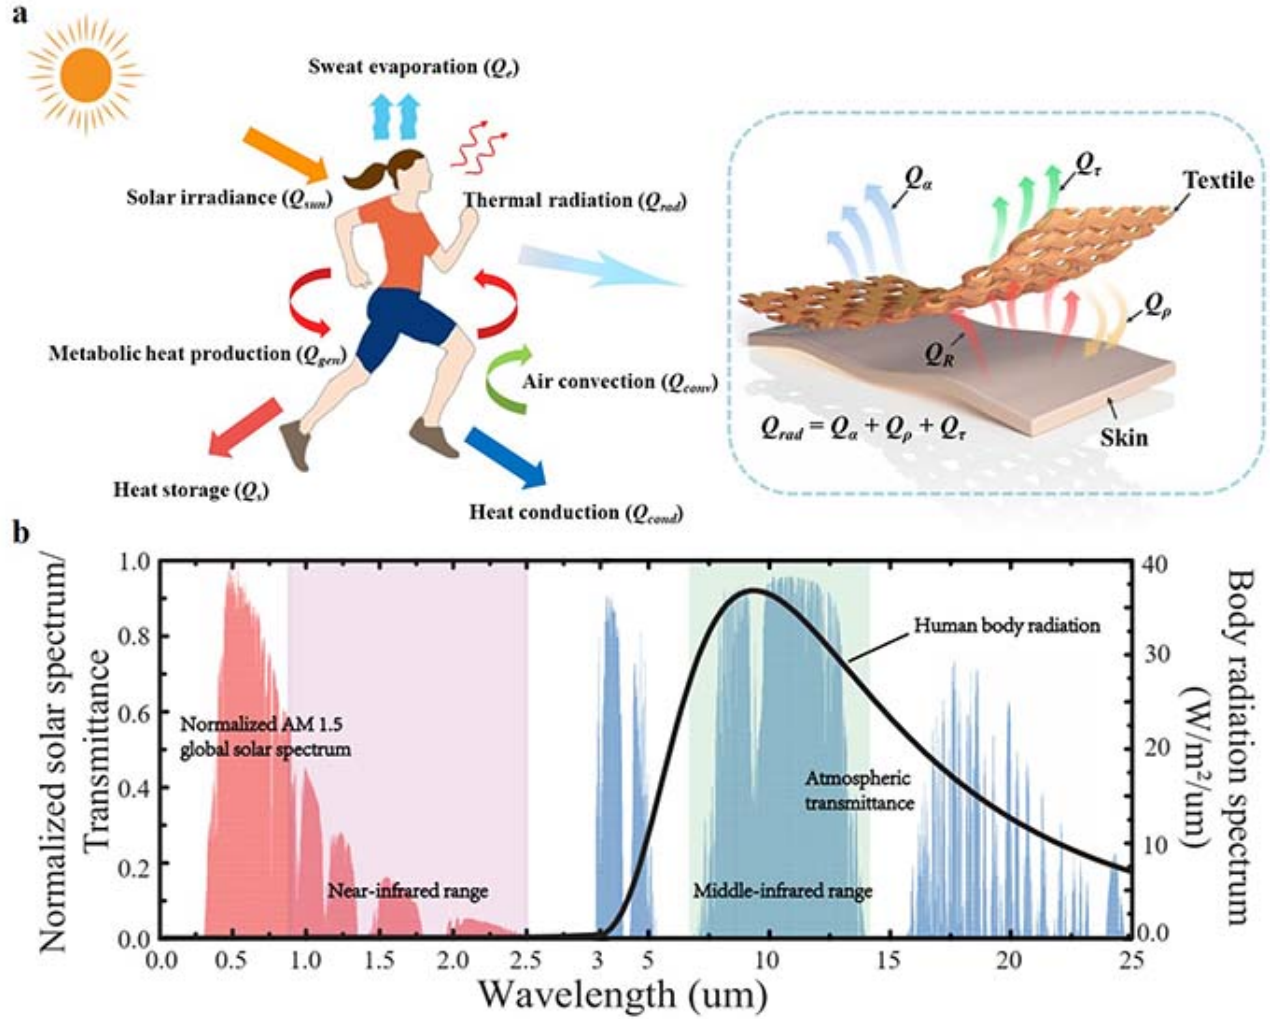 a
Sweat evaporation (Qe)
Solar irradiance (Qsun)
Thermal radiation (Qrad)
Metabolic heat production (Qgen)
Air convection (Qconv)
Heat storage (Qs)
Heat conduction (Qcond)
Qα
Qτ
Textile
Qρ
QR
Qrad = Qα + Qρ + Qτ
Skin
b
Normalized solar spectrum/
Transmittance
1.0
0.8
0.6
0.4
0.2
0.0
Normalized AM 1.5
global solar spectrum
Near-infrared range
Middle-infrared range
Human body radiation
Atmospheric
transmittance
40
30
20
10
0.0
Body radiation spectrum
(W/m²/um)
0.0 0.5 1.0 1.5 2.0 2.5 3 5 10 15 20 25
Wavelength (um)